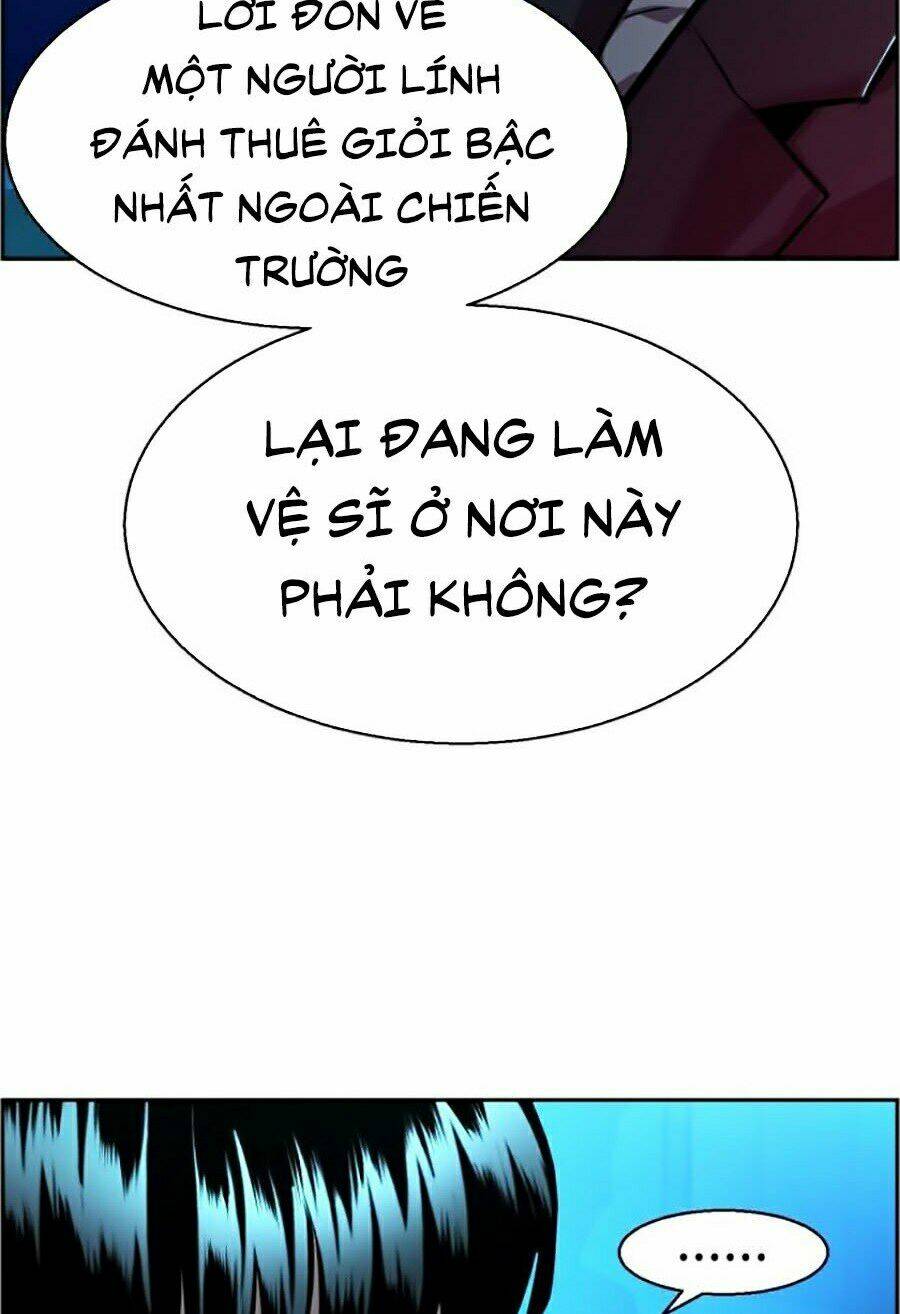 LỜI ĐỒN VỀ
MỘT NGƯỜI LÍNH
ĐÁNH THUÊ GIỎI BẬC
NHẤT NGOÀI CHIẾN
TRƯỜNG
LẠI ĐANG LÀM
VỆ SĨ Ở NƠI NÀY
PHẢI KHÔNG?
......